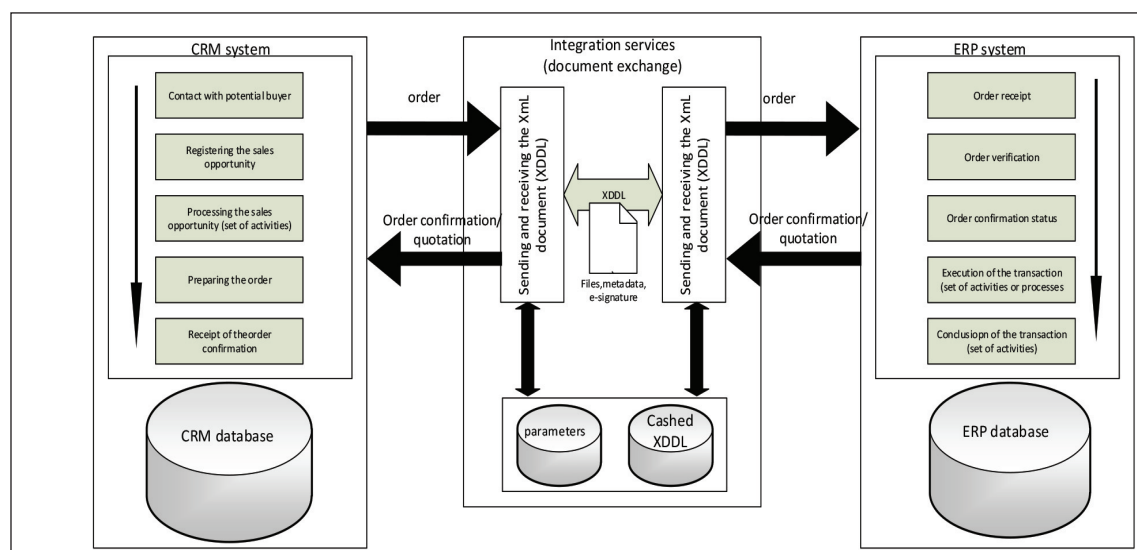 CRM system
Contact with potential buyer
Registering the sales
opportunity
Processing the sales
opportunity (set of activities)
Preparing the order
Receipt of theorder
confirmation
CRM database
order
Order confirmation/
quotation
Integration services
(document exchange)
Sending and receiving the XmL
document (XDDL)
XDDL
Files,metadata,
e-signature
Sending and receiving the XmL
document (XDDL)
parameters
Cashed
XDDL
order
Order confirmation/
quotation
ERP system
Order receipt
Order verification
Order confirmation status
Execution of the transaction
(set of activities or processes
Conclusiopn of the transaction
(set of activities)
ERP database